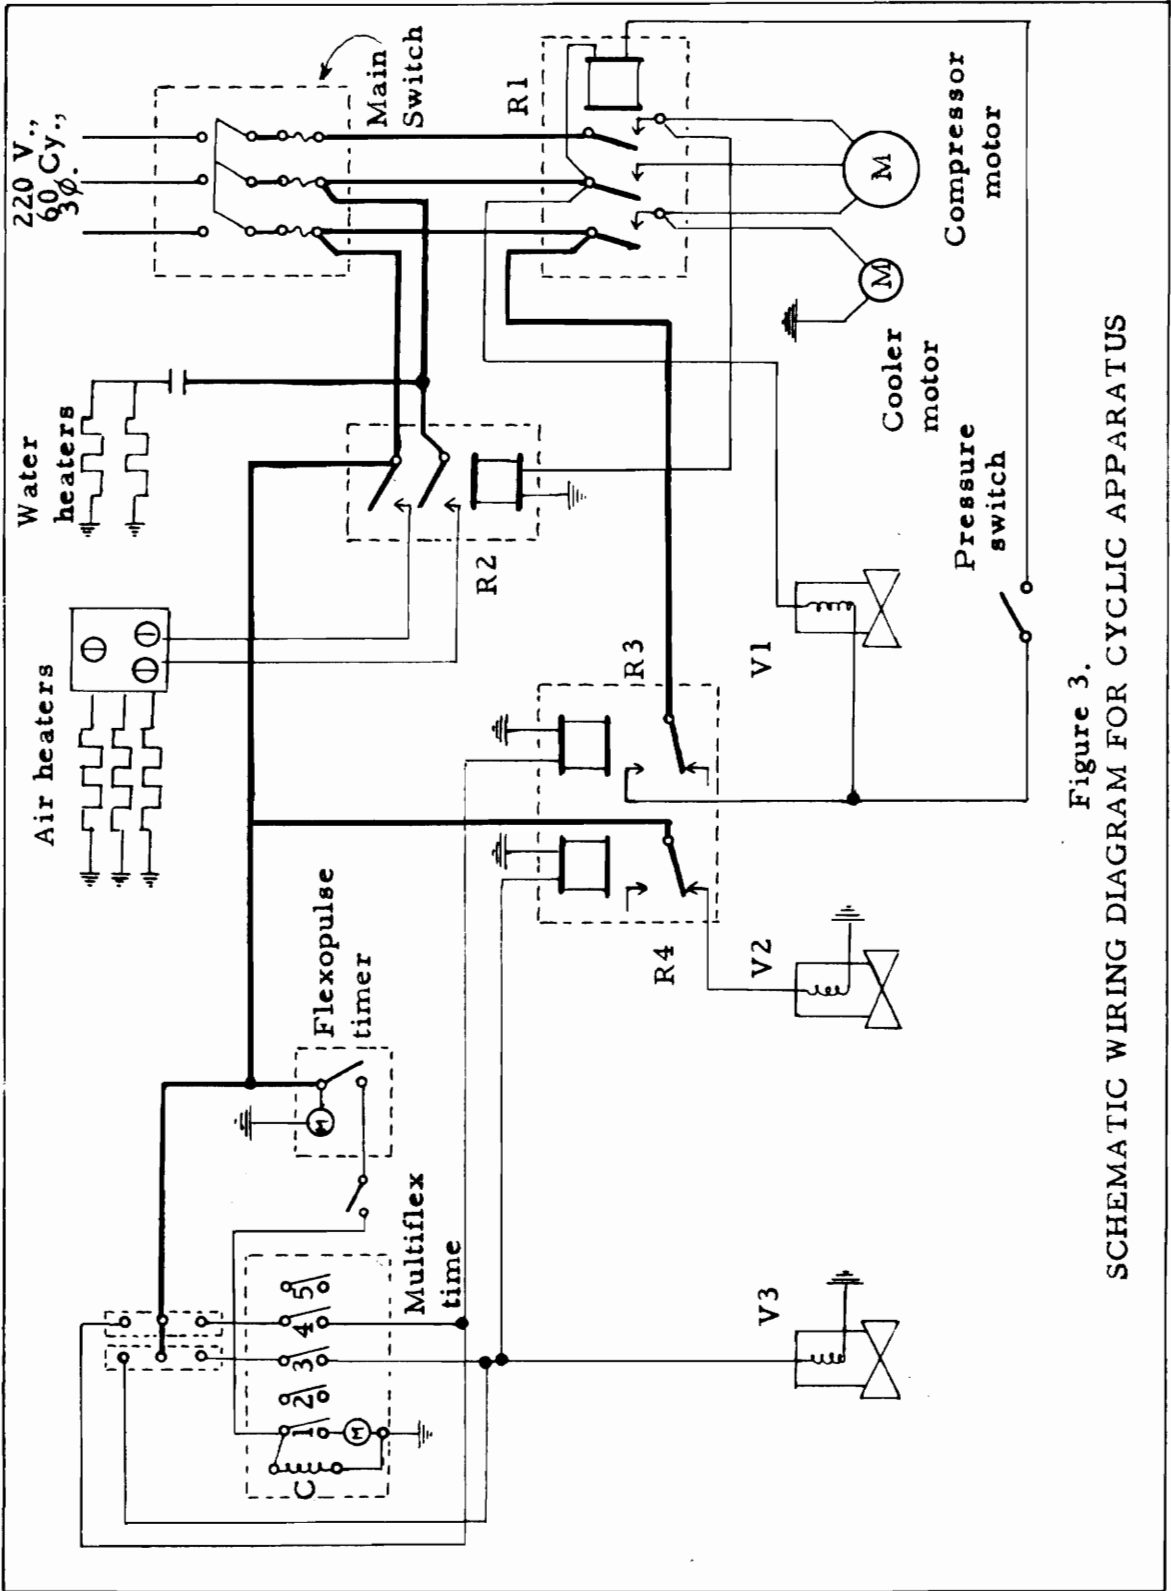 220 V.,
60 Cy.,
3φ.
Main
Switch
R1
Compressor
motor
M
M
Cooler
motor
Water
heaters
R2
Pressure
switch
Air heaters
R3
V1
R4
V2
Flexopulse
timer
M
Multiflex
time
V3
C
1
2
3
4
5
M
Figure 3.
SCHEMATIC WIRING DIAGRAM FOR CYCLIC APPARATUS